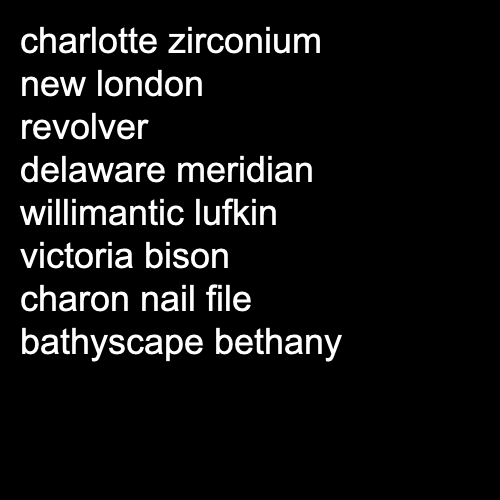 charlotte zirconium
new london
revolver
delaware meridian
willimantic lufkin
victoria bison
charon nail file
bathyscape bethany